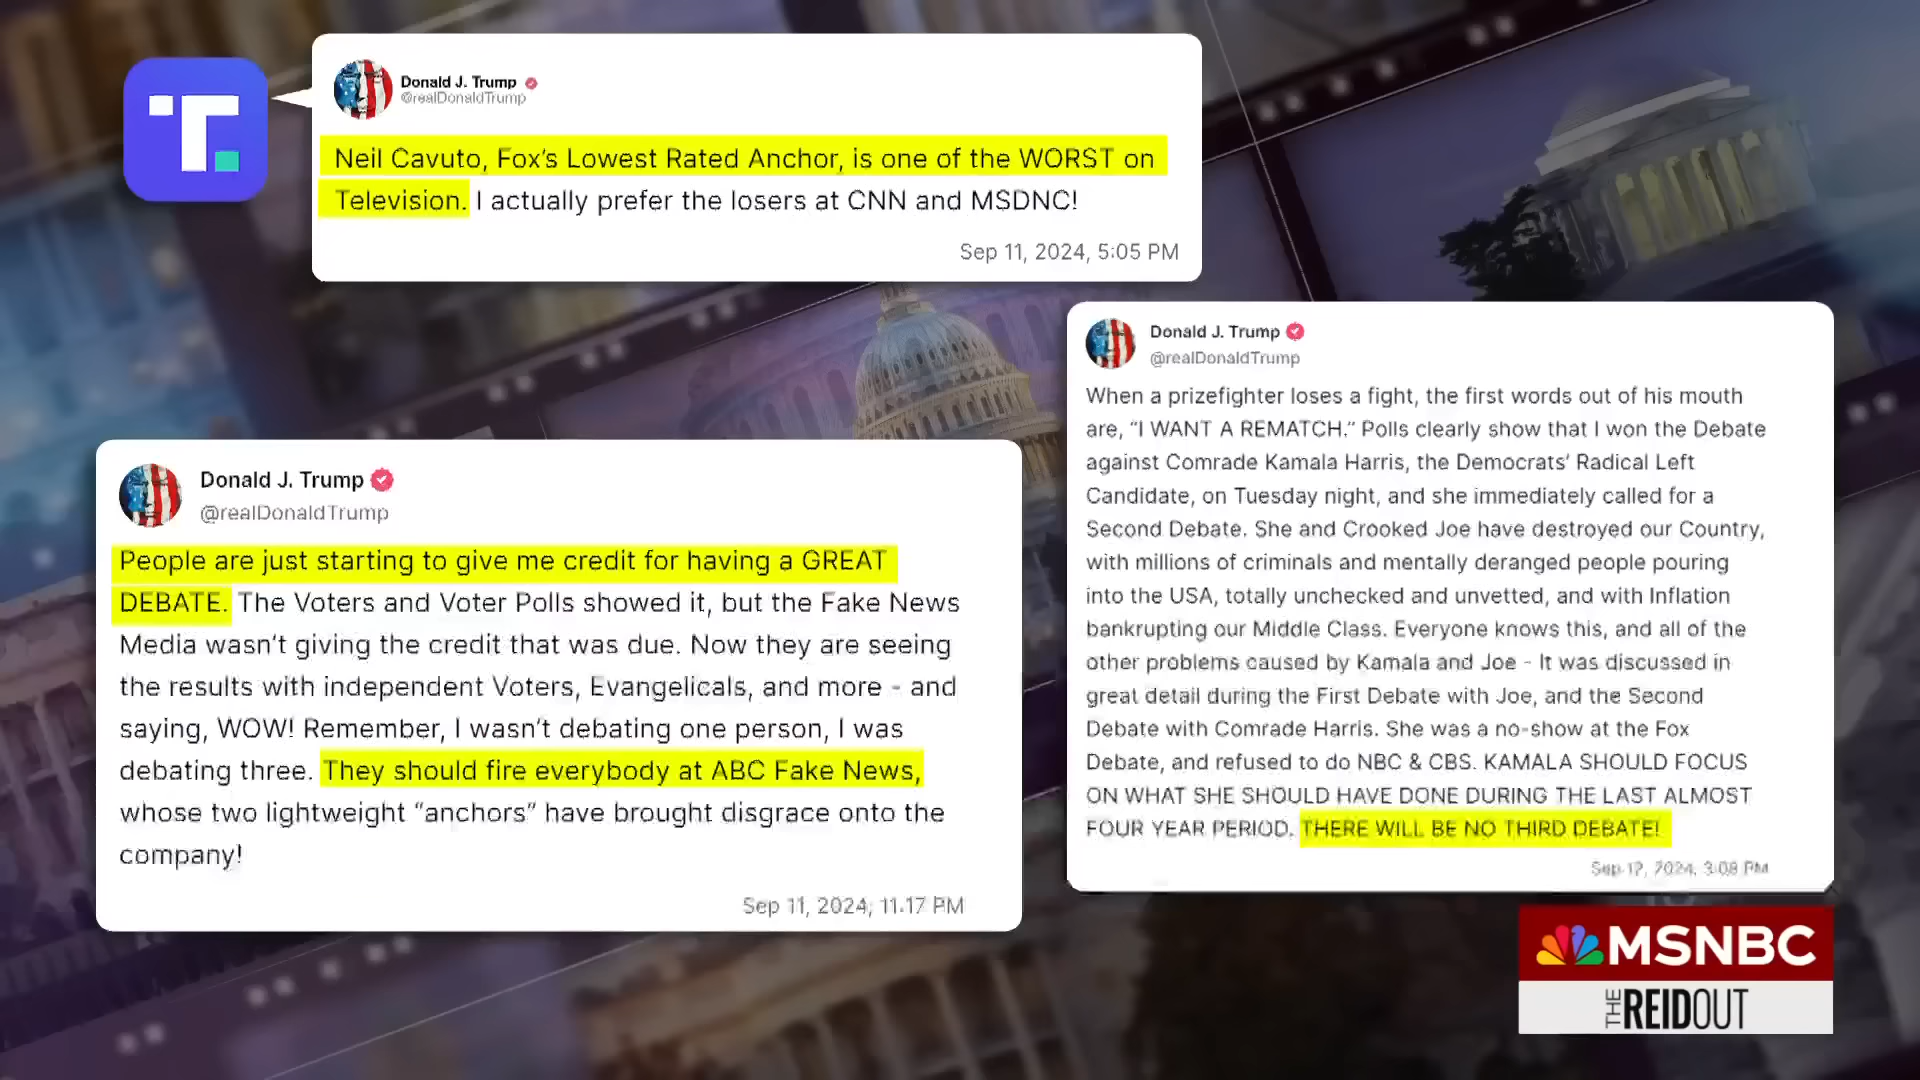 T.
Donald J. Trump
@realDonaldTrump
Neil Cavuto, Fox's Lowest Rated Anchor, is one of the WORST on
Television. I actually prefer the losers at CNN and MSDNC!
Sep 11, 2024, 5:05 PM
Donald J. Trump
@realDonaldTrump
People are just starting to give me credit for having a GREAT
DEBATE. The Voters and Voter Polls showed it, but the Fake News
Media wasn't giving the credit that was due. Now they are seeing
the results with independent Voters, Evangelicals, and more - and
saying, WOW! Remember, I wasn't debating one person, I was
debating three. They should fire everybody at ABC Fake News,
whose two lightweight "anchors" have brought disgrace onto the
company!
Sep 11, 2024, 11:17 PM
Donald J. Trump
@realDonaldTrump
When a prizefighter loses a fight, the first words out of his mouth
are, "I WANT A REMATCH." Polls clearly show that I won the Debate
against Comrade Kamala Harris, the Democrats' Radical Left
Candidate, on Tuesday night, and she immediately called for a
Second Debate. She and Crooked Joe have destroyed our Country,
with millions of criminals and mentally deranged people pouring
into the USA, totally unchecked and unvetted, and with Inflation
bankrupting our Middle Class. Everyone knows this, and all of the
other problems caused by Kamala and Joe - It was discussed in
great detail during the First Debate with Joe, and the Second
Debate with Comrade Harris. She was a no-show at the Fox
Debate, and refused to do NBC & CBS. KAMALA SHOULD FOCUS
ON WHAT SHE SHOULD HAVE DONE DURING THE LAST ALMOST
FOUR YEAR PERIOD. THERE WILL BE NO THIRD DEBATE!
Sep 12, 2024, 3:08 PM
MSNBC
THE REIDOUT